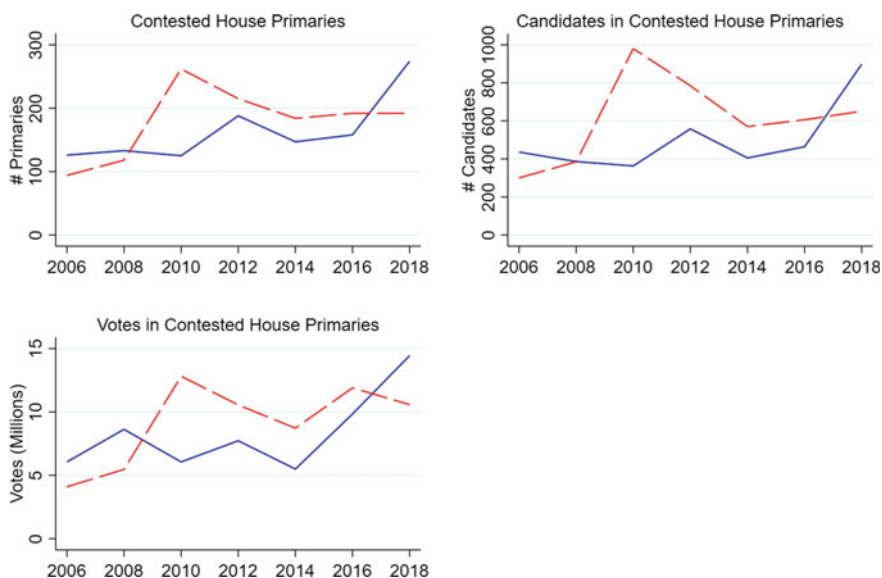 Contested House Primaries
# Primaries
300
200
100
0
2006 2008 2010 2012 2014 2016 2018
Candidates in Contested House Primaries
# Candidates
1000
800
600
400
200
0
2006 2008 2010 2012 2014 2016 2018
Votes in Contested House Primaries
Votes (Millions)
15
10
5
0
2006 2008 2010 2012 2014 2016 2018